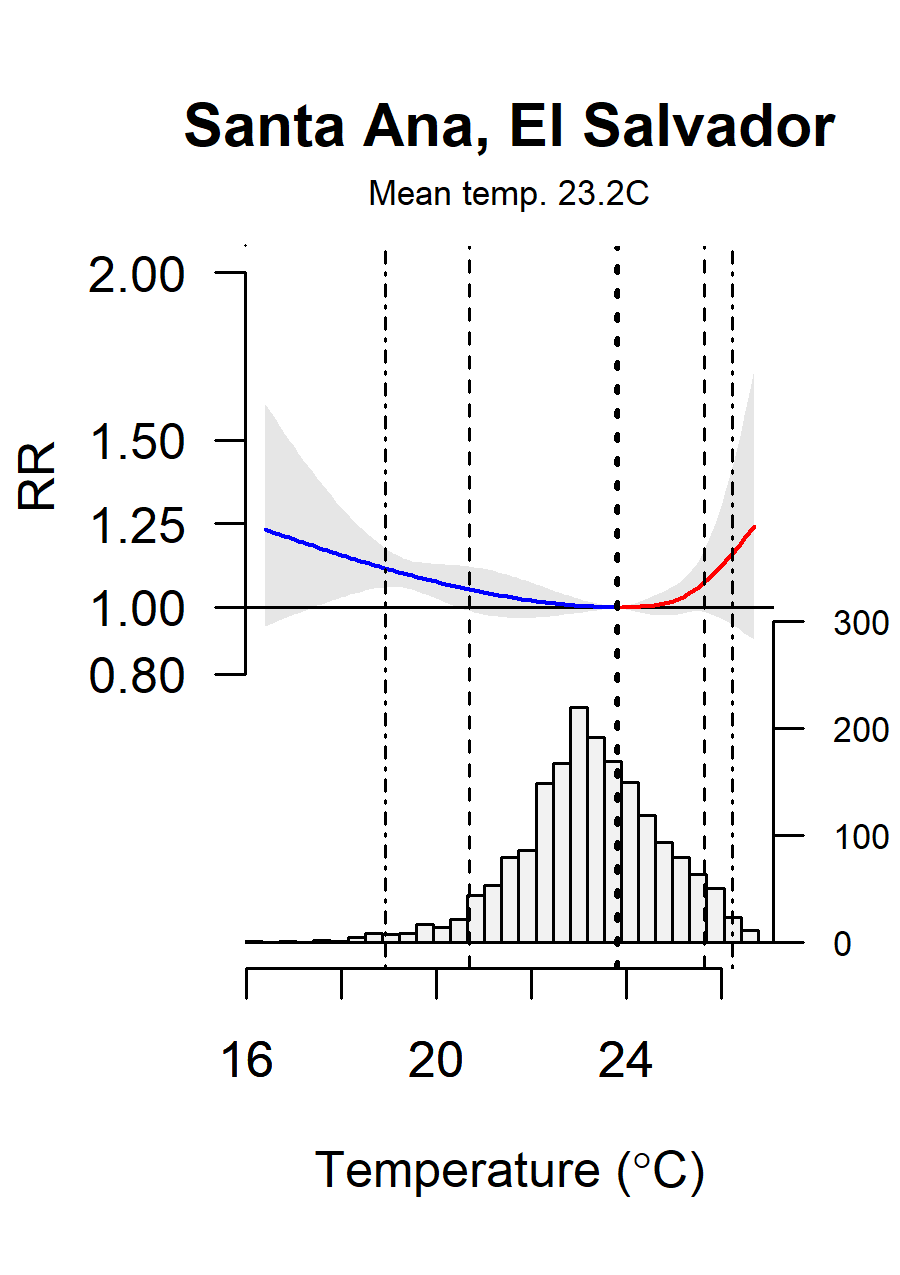 Santa Ana, El Salvador
Mean temp. 23.2C
RR
2.00
1.50
1.25
1.00
0.80
300
200
100
0
16 20 24
Temperature (°C)